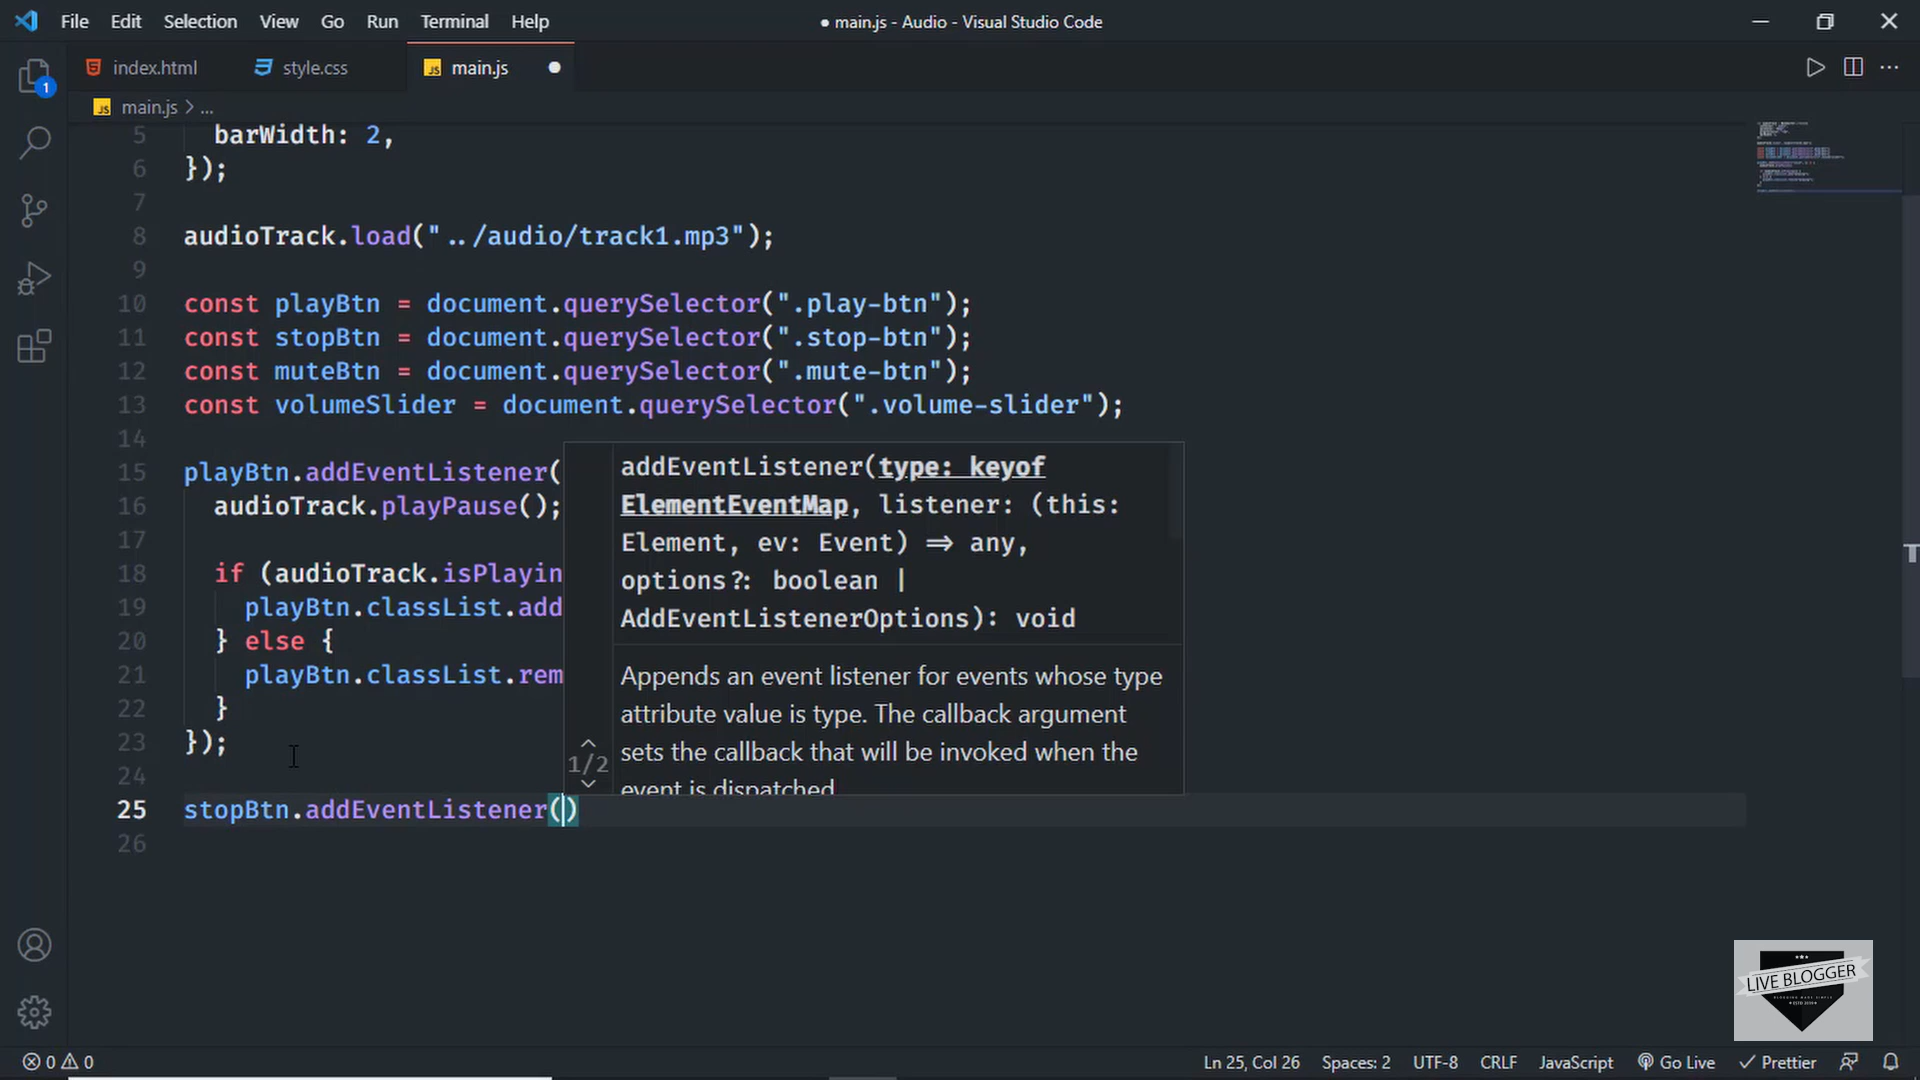 File Edit Selection View Go Run Terminal Help
● main.js - Audio - Visual Studio Code
index.html style.css JS main.js
1
JS main.js > ...
5 barWidth: 2,
6 });
7
8 audioTrack.load("../audio/track1.mp3");
9
10 const playBtn = document.querySelector(".play-btn");
11 const stopBtn = document.querySelector(".stop-btn");
12 const muteBtn = document.querySelector(".mute-btn");
13 const volumeSlider = document.querySelector(".volume-slider");
14
15 playBtn.addEventListener(
16 audioTrack.playPause();
17
18 if (audioTrack.isPlayin
19 playBtn.classList.add
20 } else {
21 playBtn.classList.rem
22 }
23 });
24
25 stopBtn.addEventListener()
26
addEventListener(type: keyof
ElementEventMap, listener: (this:
Element, ev: Event) => any,
options?: boolean |
AddEventListenerOptions): void
Appends an event listener for events whose type
attribute value is type. The callback argument
sets the callback that will be invoked when the
event is dispatched
1/2
LIVE BLOGGER
0 0
Ln 25, Col 26 Spaces: 2 UTF-8 CRLF JavaScript Go Live Prettier